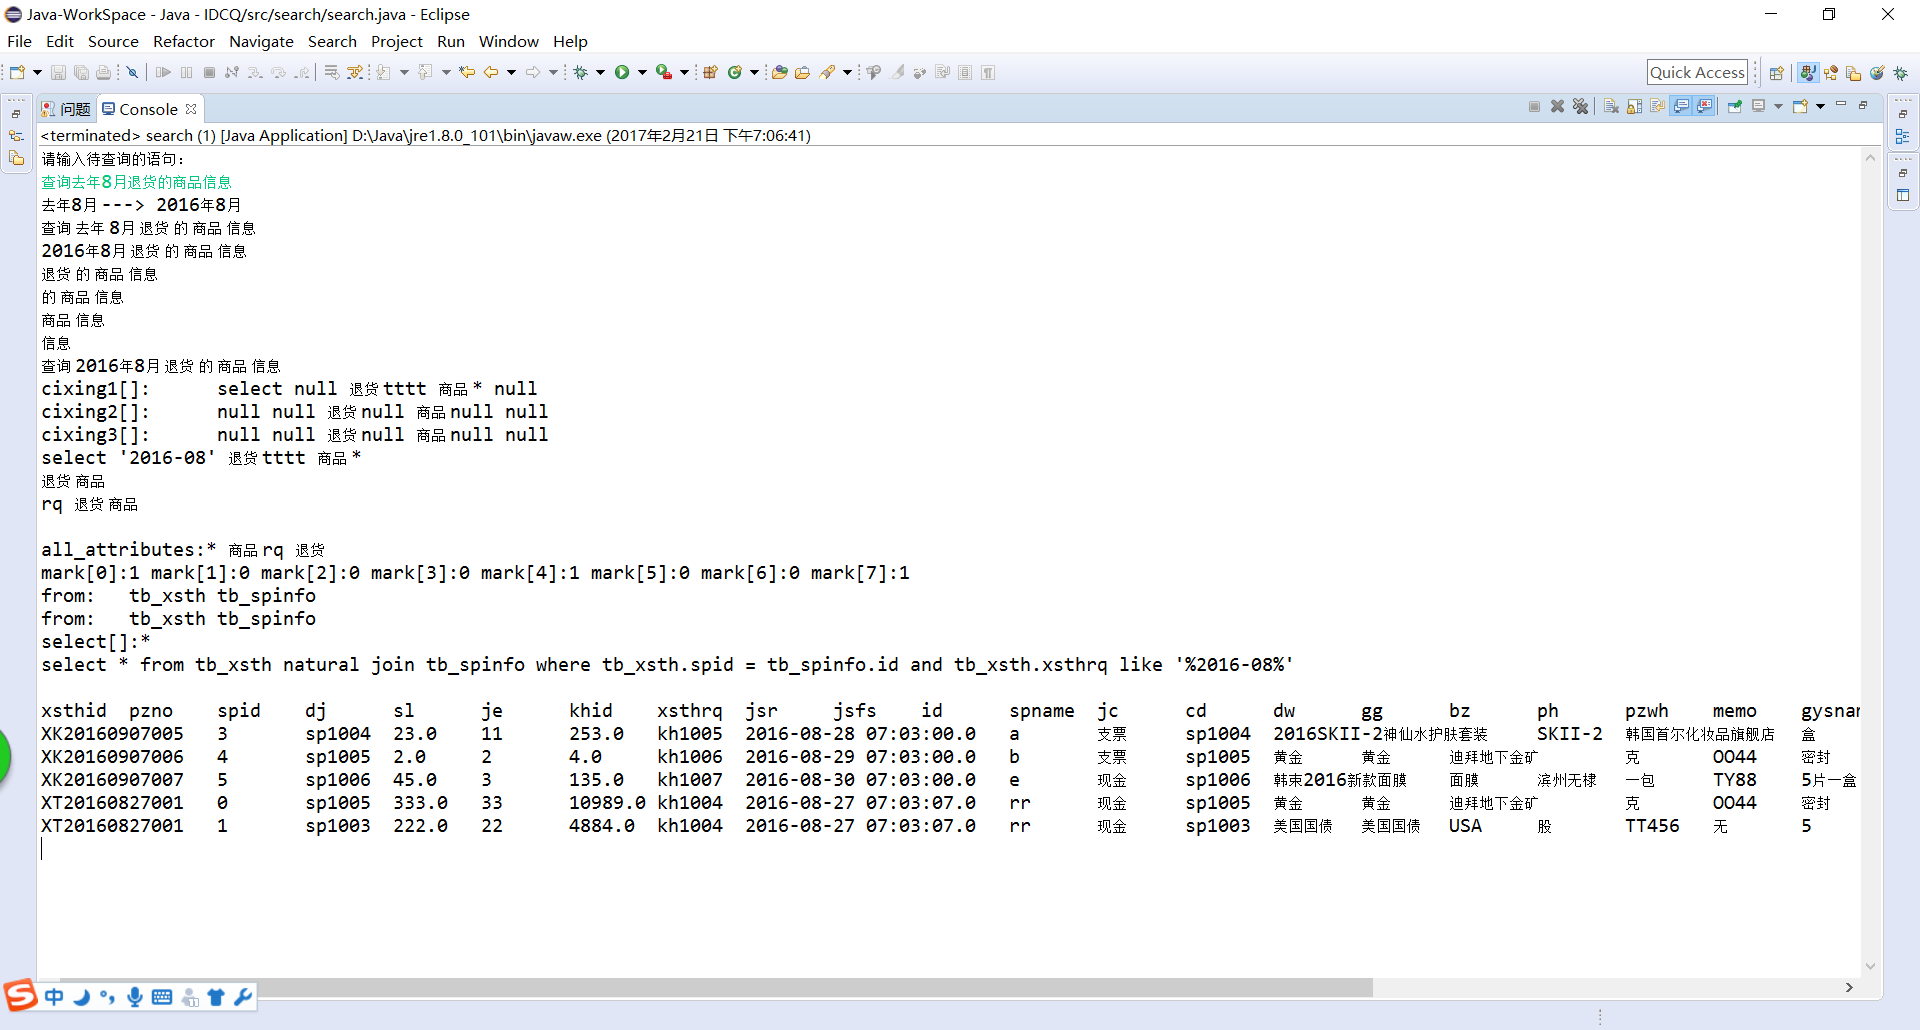 Java-WorkSpace - Java - IDCQ/src/search/search.java - Eclipse
File Edit Source Refactor Navigate Search Project Run Window Help
Quick Access
问题 Console
<terminated> search (1) [Java Application] D:\Java\jre1.8.0_101\bin\javaw.exe (2017年2月21日 下午7:06:41)
请输入待查询的语句：
查询去年8月退货的商品信息
去年8月 ---> 2016年8月
查询 去年 8月 退货 的 商品 信息
2016年8月 退货 的 商品 信息
退货 的 商品 信息
的 商品 信息
商品 信息
信息
查询 2016年8月 退货 的 商品 信息
cixing1[]: select null 退货 tttt 商品 * null
cixing2[]: null null 退货 null 商品 null null
cixing3[]: null null 退货 null 商品 null null
select '2016-08' 退货 tttt 商品 *
退货 商品
rq 退货 商品
all_attributes:* 商品 rq 退货
mark[0]:1 mark[1]:0 mark[2]:0 mark[3]:0 mark[4]:1 mark[5]:0 mark[6]:0 mark[7]:1
from: tb_xsth tb_spinfo
from: tb_xsth tb_spinfo
select[]:*
select * from tb_xsth natural join tb_spinfo where tb_xsth.spid = tb_spinfo.id and tb_xsth.xsthrq like '%2016-08%'
xsthid pzno spid dj sl je khid xsthrq jsr jsfs id spname jc cd dw gg bz ph pzwh memo gysnar
XK20160907005 3 sp1004 23.0 11 253.0 kh1005 2016-08-28 07:03:00.0 a 支票 sp1004 2016SKII-2神仙水护肤套装 SKII-2 韩国首尔化妆品旗舰店 盒
XK20160907006 4 sp1005 2.0 2 4.0 kh1006 2016-08-29 07:03:00.0 b 支票 sp1005 黄金 黄金 迪拜地下金矿 克 0044 密封
XK20160907007 5 sp1006 45.0 3 135.0 kh1007 2016-08-30 07:03:00.0 e 现金 sp1006 韩束2016新款面膜 面膜 滨州无棣 一包 TY88 5片一盒
XT20160827001 0 sp1005 333.0 33 10989.0 kh1004 2016-08-27 07:03:07.0 rr 现金 sp1005 黄金 黄金 迪拜地下金矿 克 0044 密封
XT20160827001 1 sp1003 222.0 22 4884.0 kh1004 2016-08-27 07:03:07.0 rr 现金 sp1003 美国国债 美国国债 USA 股 TT456 无 5
中